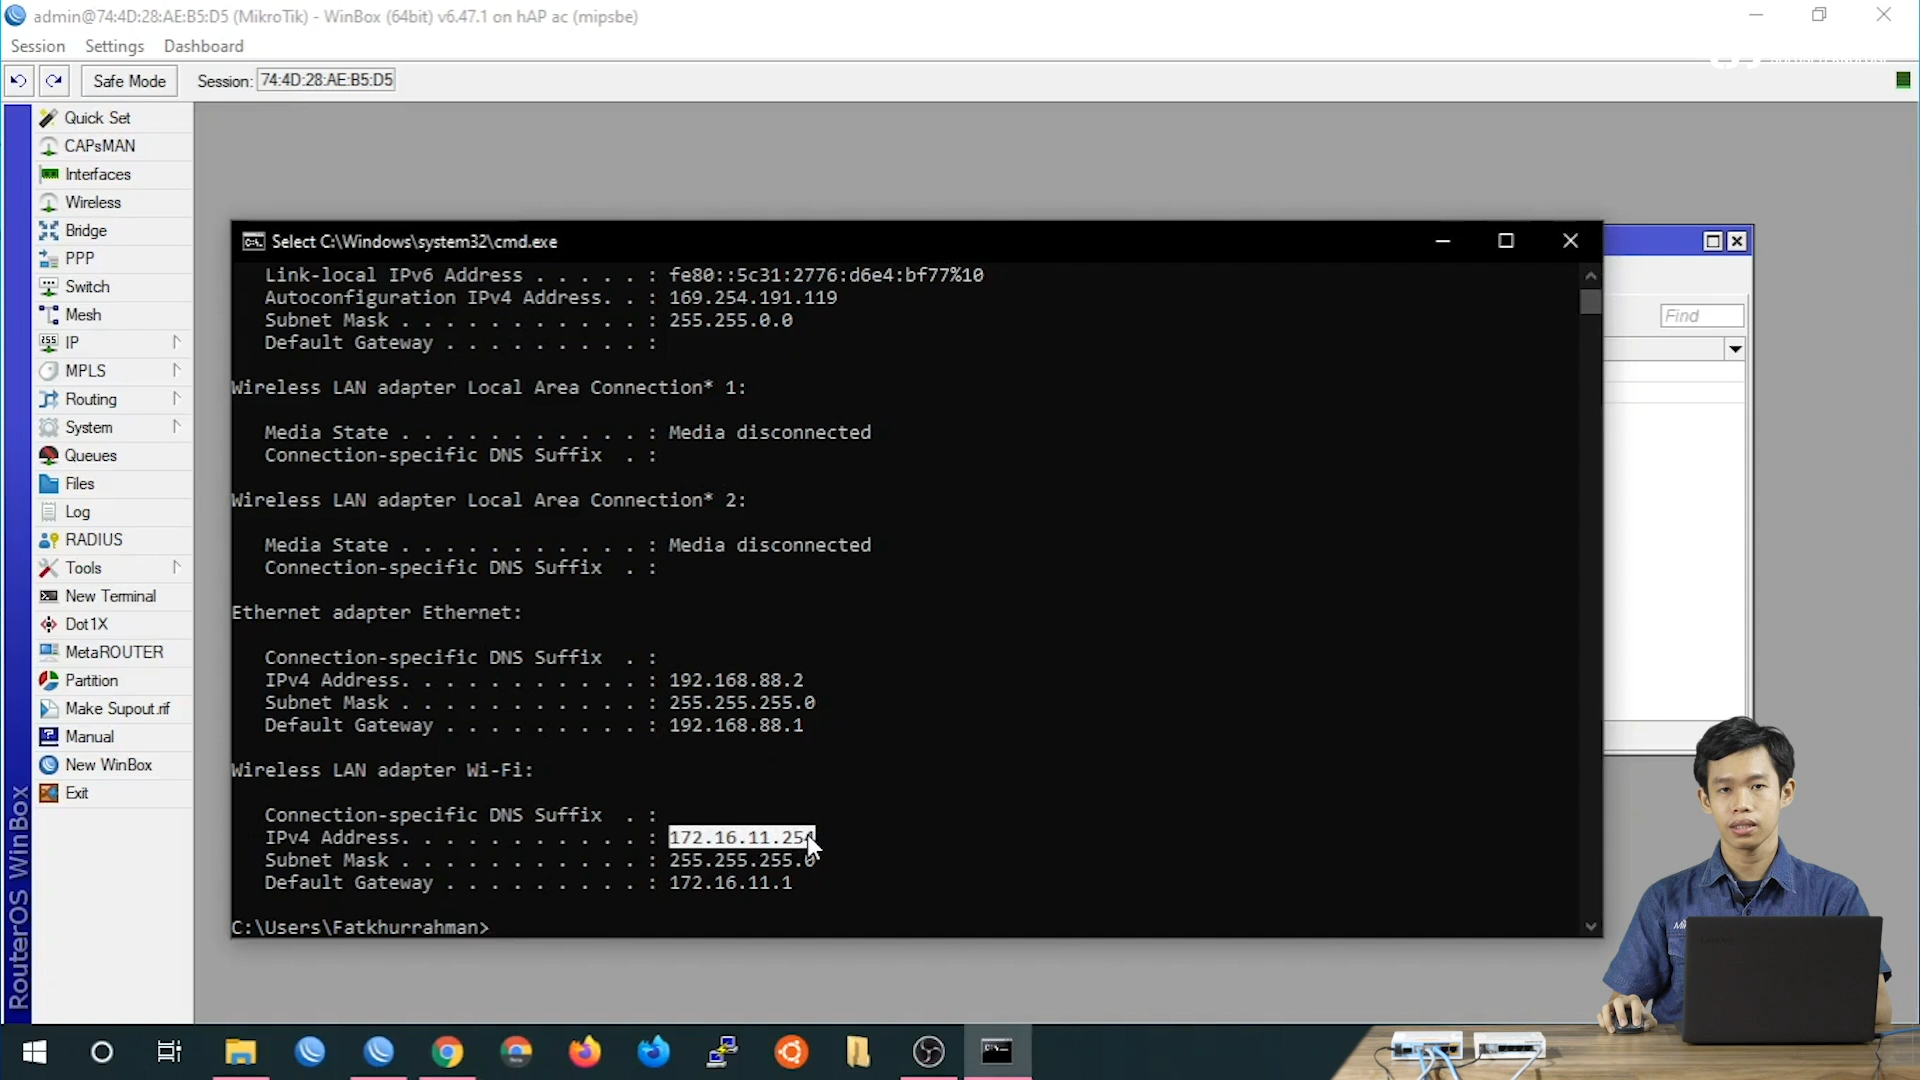 admin@74:4D:28:AE:B5:D5 (MikroTik) - WinBox (64bit) v6.47.1 on hAP ac (mipsbe)
Session Settings Dashboard
Safe Mode Session: 74:4D:28:AE:B5:D5
Quick Set
CAPsMAN
Interfaces
Wireless
Bridge
PPP
Switch
Mesh
IP
MPLS
Routing
System
Queues
Files
Log
RADIUS
Tools
New Terminal
Dot1X
MetaROUTER
Partition
Make Supout.rif
Manual
New WinBox
Exit
RouterOS WinBox
Select C:\Windows\system32\cmd.exe
Link-local IPv6 Address . . . . . : fe80::5c31:2776:d6e4:bf77%10
Autoconfiguration IPv4 Address. . : 169.254.191.119
Subnet Mask . . . . . . . . . . . : 255.255.0.0
Default Gateway . . . . . . . . . :
Wireless LAN adapter Local Area Connection* 1:
Media State . . . . . . . . . . . : Media disconnected
Connection-specific DNS Suffix . :
Wireless LAN adapter Local Area Connection* 2:
Media State . . . . . . . . . . . : Media disconnected
Connection-specific DNS Suffix . :
Ethernet adapter Ethernet:
Connection-specific DNS Suffix . :
IPv4 Address. . . . . . . . . . . : 192.168.88.2
Subnet Mask . . . . . . . . . . . : 255.255.255.0
Default Gateway . . . . . . . . . : 192.168.88.1
Wireless LAN adapter Wi-Fi:
Connection-specific DNS Suffix . :
IPv4 Address. . . . . . . . . . . : 172.16.11.254
Subnet Mask . . . . . . . . . . . : 255.255.255.0
Default Gateway . . . . . . . . . : 172.16.11.1
C:\Users\Fatkhurrahman>
Find